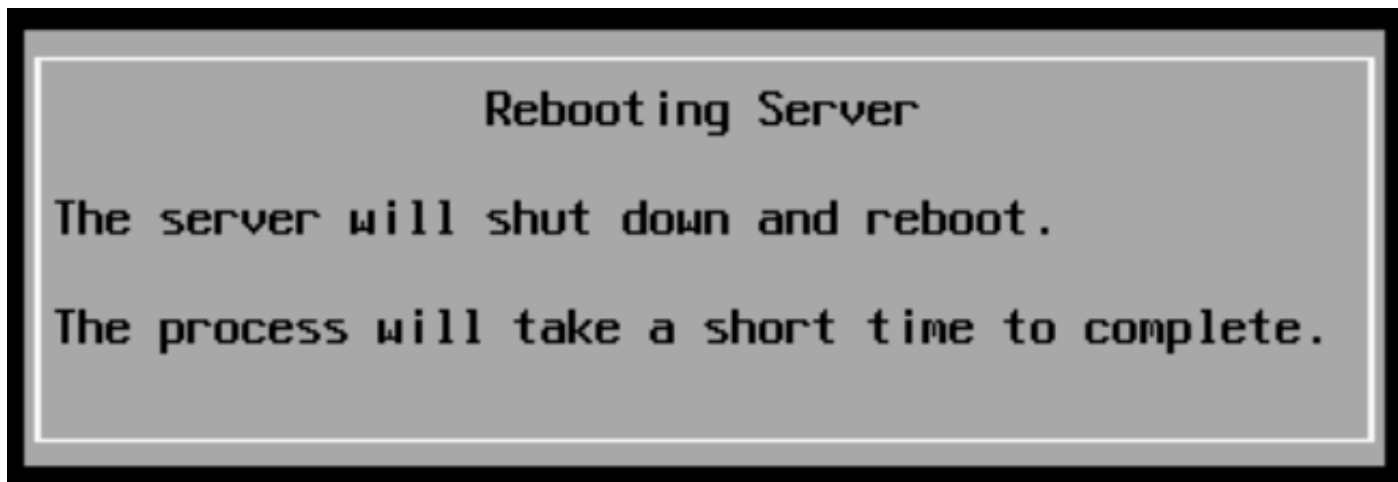 Rebooting Server
The server will shut down and reboot.
The process will take a short time to complete.